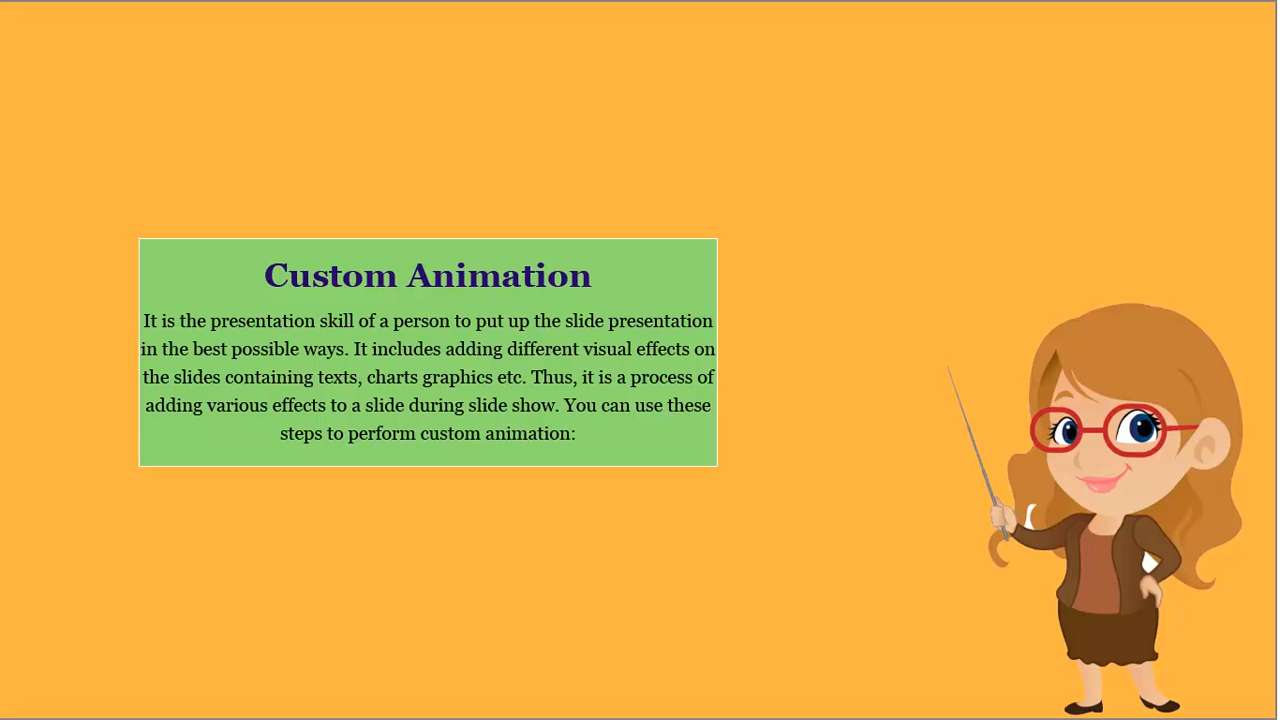 Custom Animation
It is the presentation skill of a person to put up the slide presentation
in the best possible ways. It includes adding different visual effects on
the slides containing texts, charts graphics etc. Thus, it is a process of
adding various effects to a slide during slide show. You can use these
steps to perform custom animation: